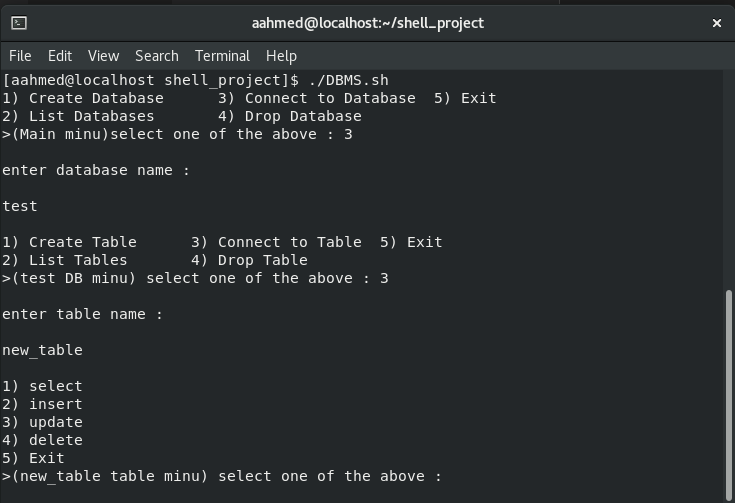 aahmed@localhost:~/shell_project
File Edit View Search Terminal Help
[aahmed@localhost shell_project]$ ./DBMS.sh
1) Create Database      3) Connect to Database  5) Exit
2) List Databases       4) Drop Database
>(Main minu)select one of the above : 3
enter database name :
test
1) Create Table      3) Connect to Table  5) Exit
2) List Tables       4) Drop Table
>(test DB minu) select one of the above : 3
enter table name :
new_table
1) select
2) insert
3) update
4) delete
5) Exit
>(new_table table minu) select one of the above :